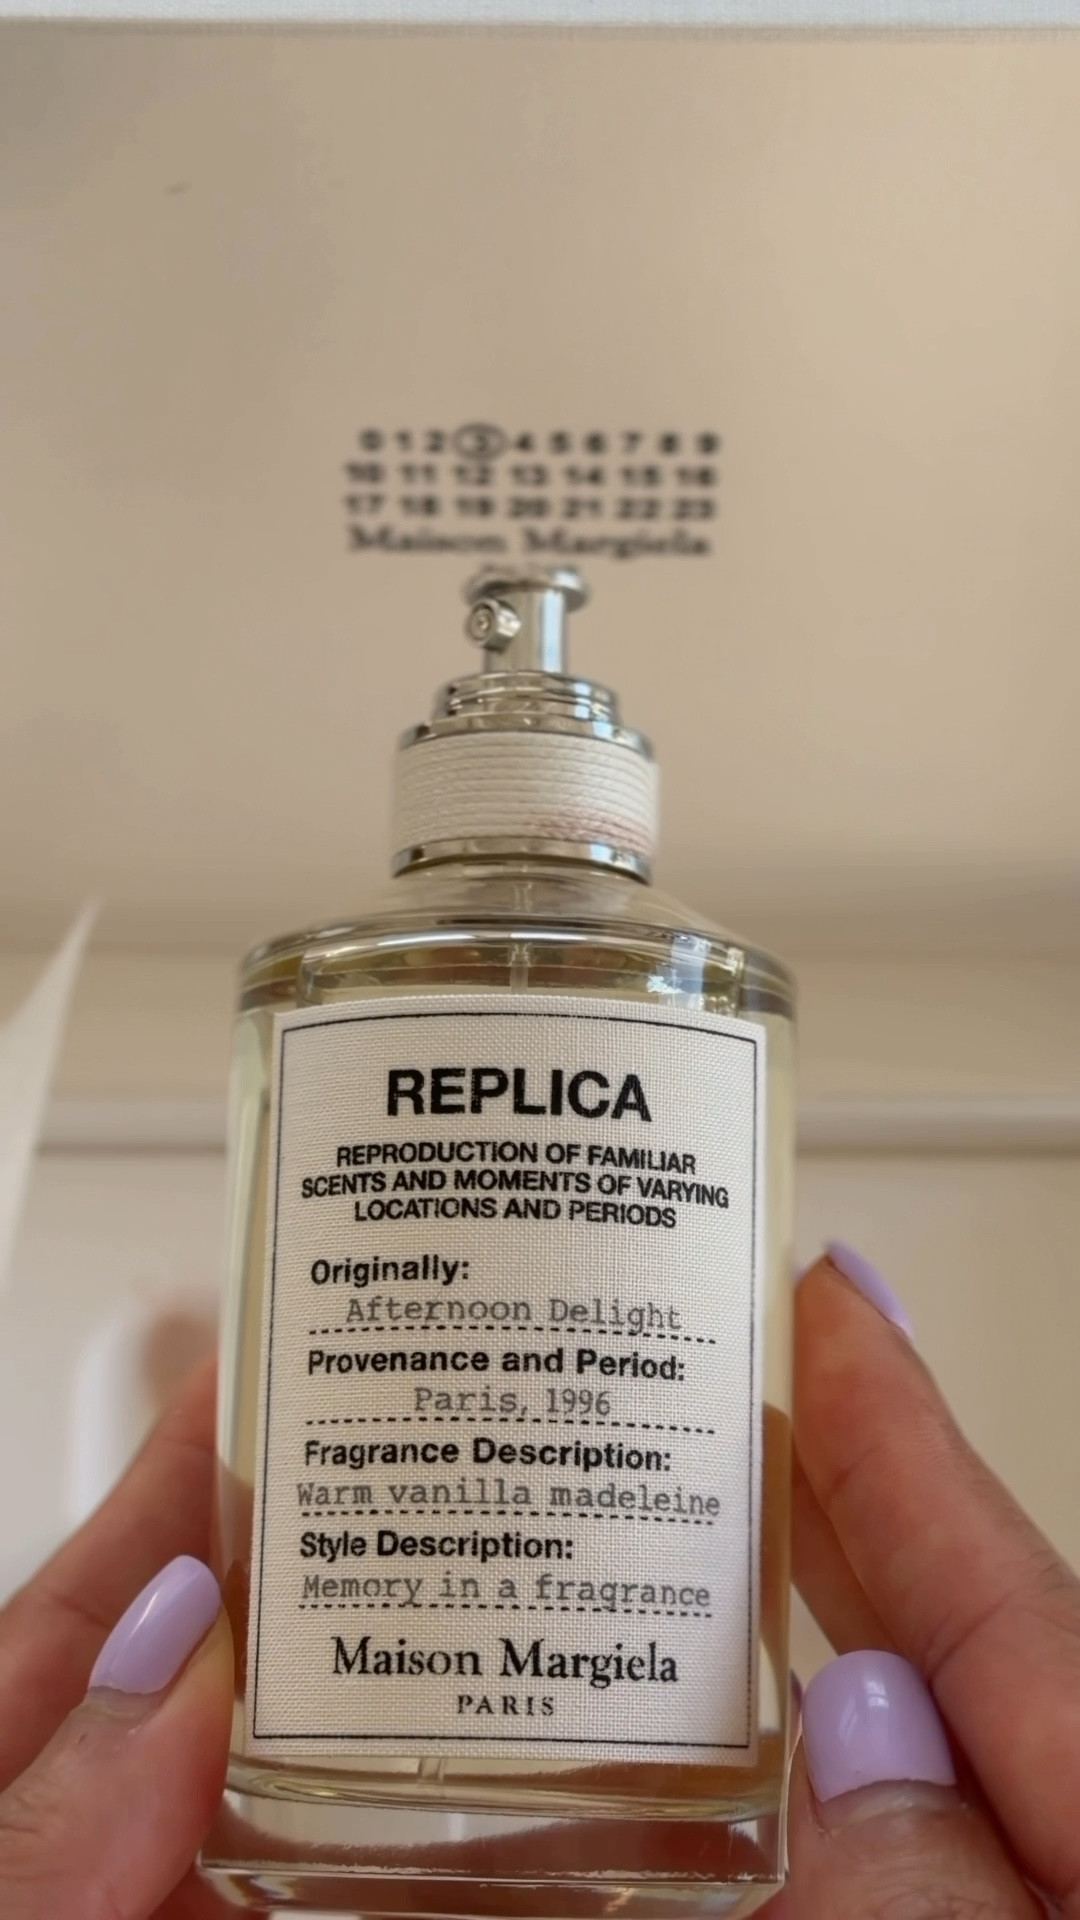 0 1 2 3 4 5 6 7 8 9
10 11 12 13 14 15 16
17 18 19 20 21 22 23
Maison Margiela
REPLICA
REPRODUCTION OF FAMILIAR
SCENTS AND MOMENTS OF VARYING
LOCATIONS AND PERIODS
Originally:
Afternoon Delight
Provenance and Period:
Paris, 1996
Fragrance Description:
Warm vanilla madeleine
Style Description:
Memory in a fragrance
Maison Margiela
PARIS